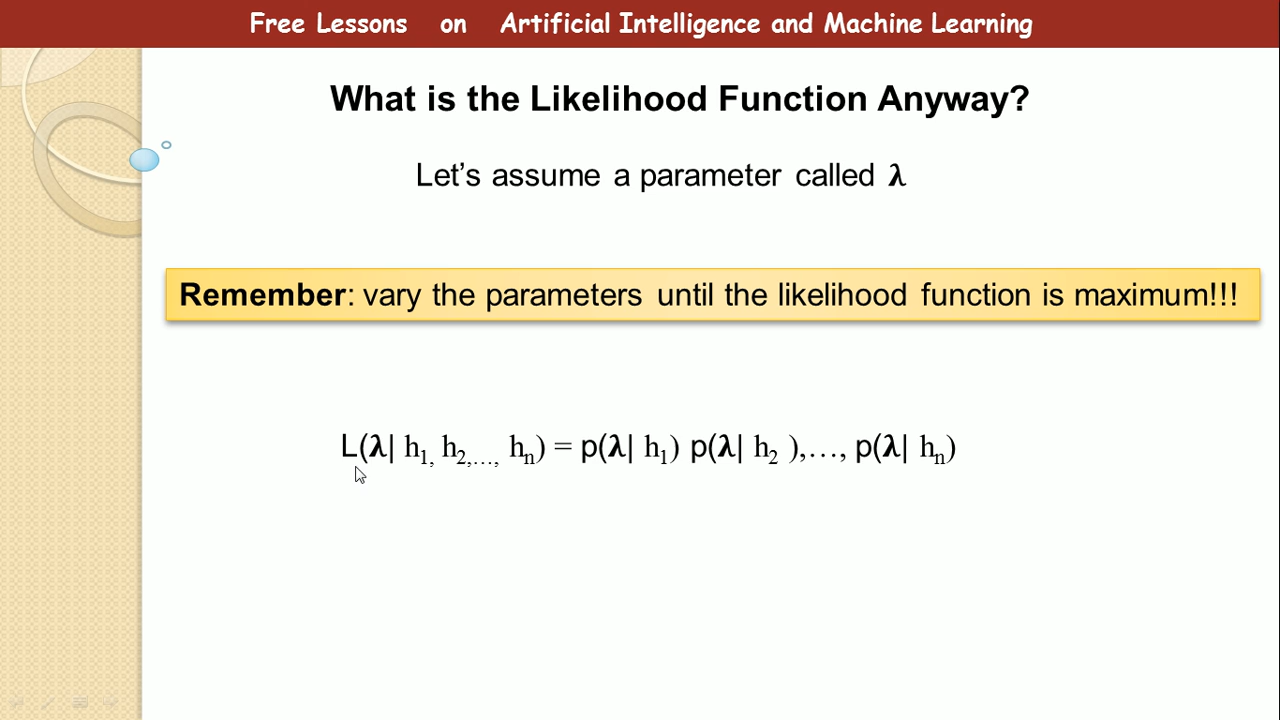 Free Lessons on Artificial Intelligence and Machine Learning
What is the Likelihood Function Anyway?
Let's assume a parameter called λ
Remember: vary the parameters until the likelihood function is maximum!!!
L(λ| h₁, h₂,..., hₙ) = p(λ| h₁) p(λ| h₂ ),..., p(λ| hₙ)